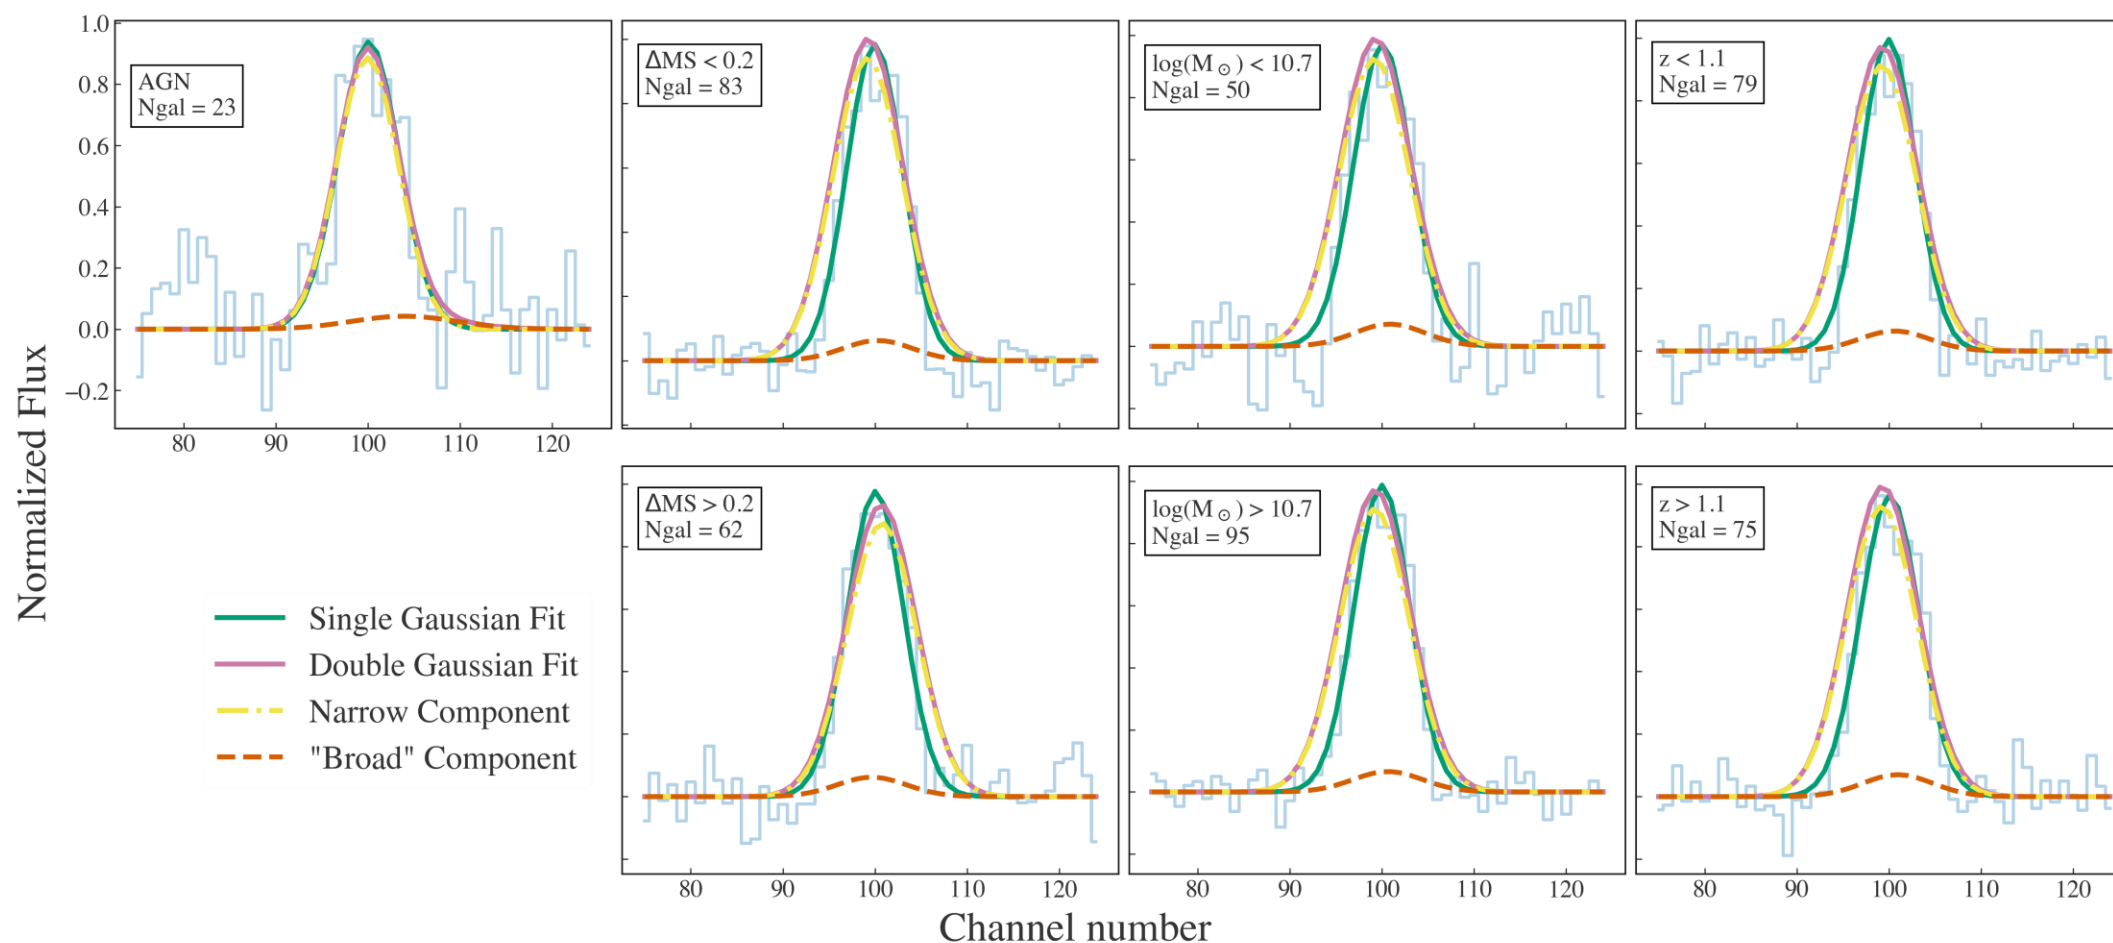 Normalized Flux
1.0
0.8
0.6
0.4
0.2
0.0
−0.2
AGN
Ngal = 23
80 90 100 110 120
ΔMS < 0.2
Ngal = 83
log(M⊙) < 10.7
Ngal = 50
z < 1.1
Ngal = 79
ΔMS > 0.2
Ngal = 62
log(M⊙) > 10.7
Ngal = 95
z > 1.1
Ngal = 75
Single Gaussian Fit
Double Gaussian Fit
Narrow Component
"Broad" Component
80 90 100 110 120
80 90 100 110 120
80 90 100 110 120
Channel number